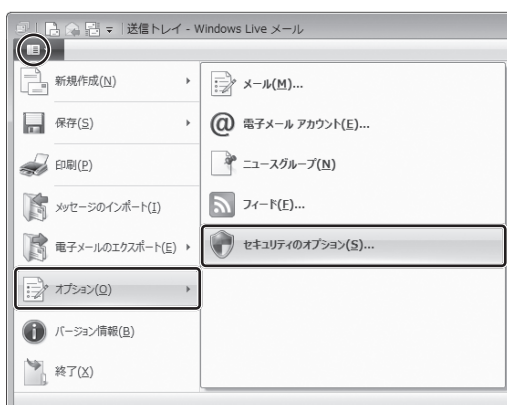 送信トレイ - Windows Live メール
新規作成(N)
保存(S)
印刷(P)
メッセージのインポート(I)
電子メールのエクスポート(E)
オプション(O)
バージョン情報(B)
終了(X)
メール(M)...
電子メール アカウント(E)...
ニュースグループ(N)
フィード(F)...
セキュリティのオプション(S)...